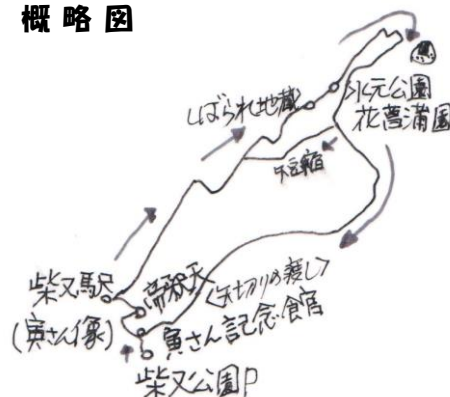 概略図
しばられ地蔵
水元公園
花菖蒲園
短縮
柴又駅
(寅さん像)
帝釈天
<矢切りの渡し>
寅さん記念館
柴又公園P